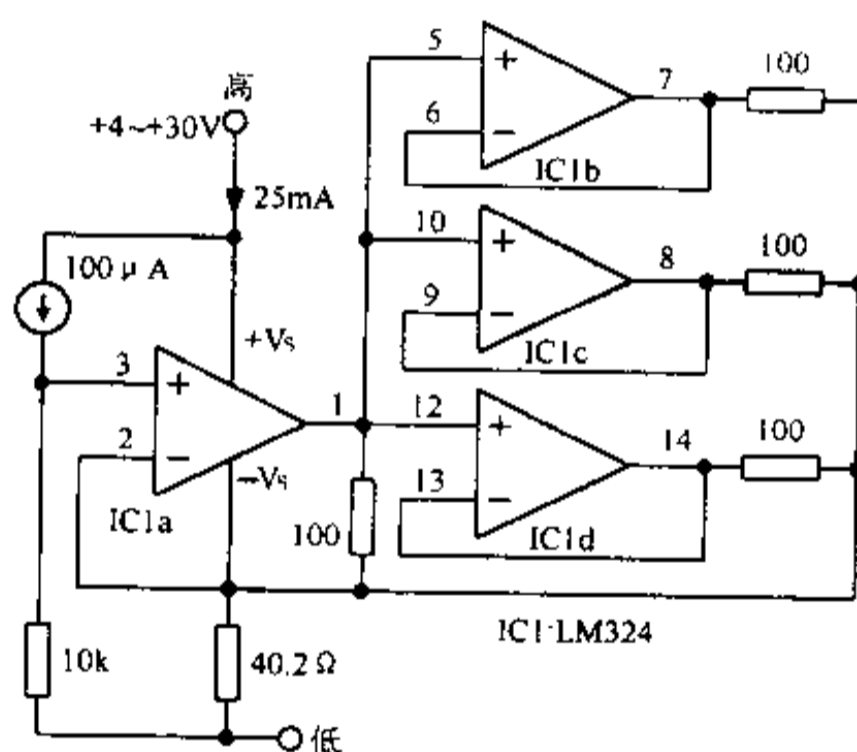 高
+4~+30V
25mA
100μA
+Vs
3
+
2
−
IC1a
−Vs
1
100
10k
40.2Ω
低
5
+
6
−
IC1b
7
100
10
+
9
−
IC1c
8
100
12
+
13
−
IC1d
14
100
IC1·LM324